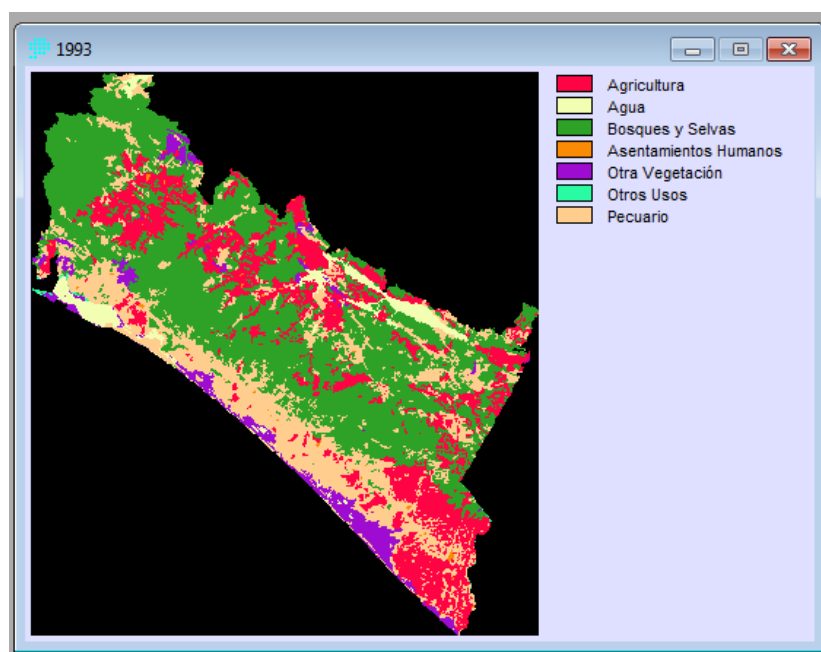 1993
Agricultura
Agua
Bosques y Selvas
Asentamientos Humanos
Otra Vegetación
Otros Usos
Pecuario